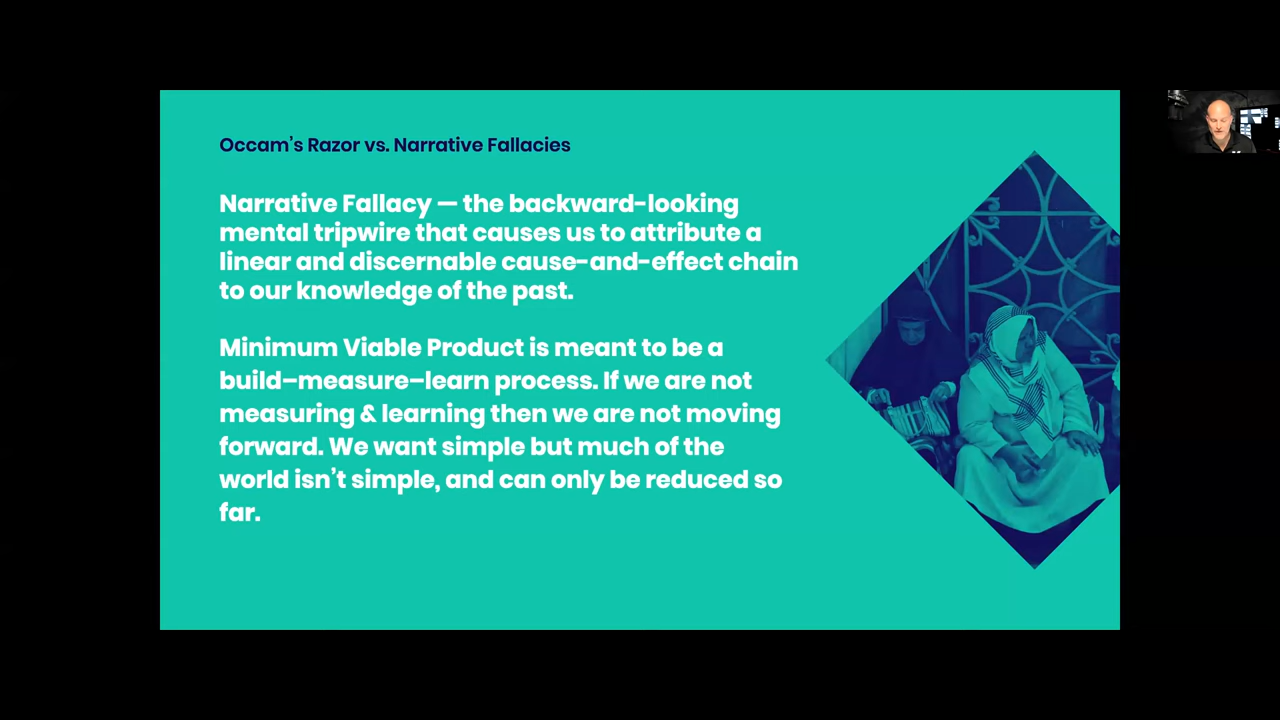 Occam's Razor vs. Narrative Fallacies
Narrative Fallacy — the backward-looking
mental tripwire that causes us to attribute a
linear and discernable cause-and-effect chain
to our knowledge of the past.
Minimum Viable Product is meant to be a
build–measure–learn process. If we are not
measuring & learning then we are not moving
forward. We want simple but much of the
world isn't simple, and can only be reduced so
far.